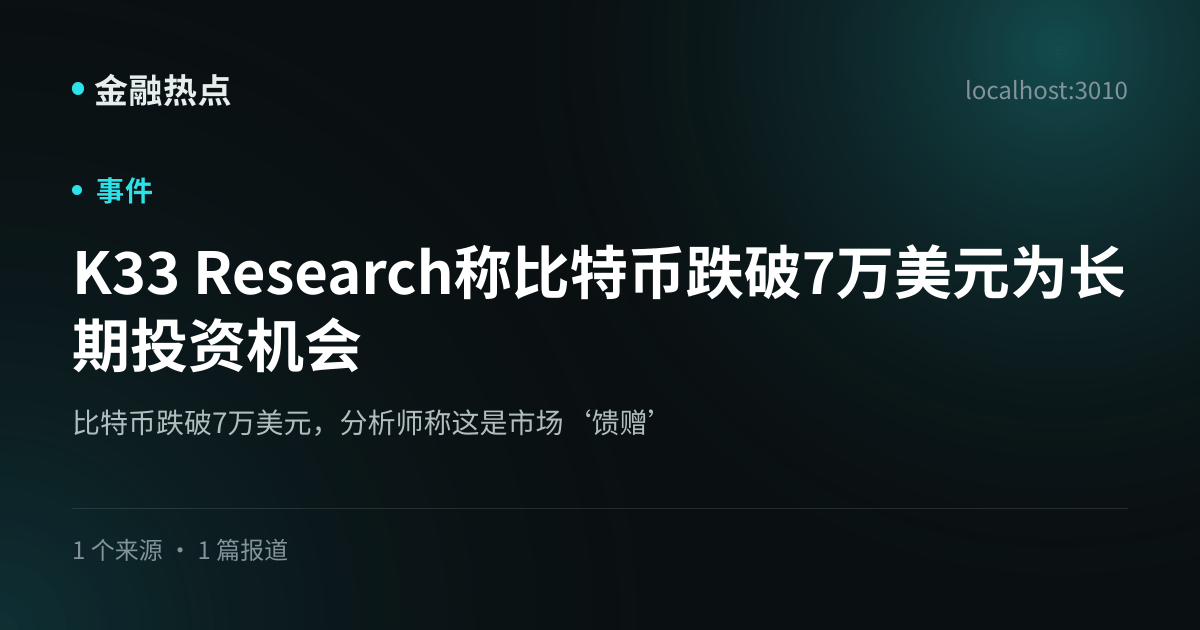 金融热点
localhost:3010
事件
K33 Research称比特币跌破7万美元为长
期投资机会
比特币跌破7万美元，分析师称这是市场‘馈赠’
1 个来源 · 1 篇报道